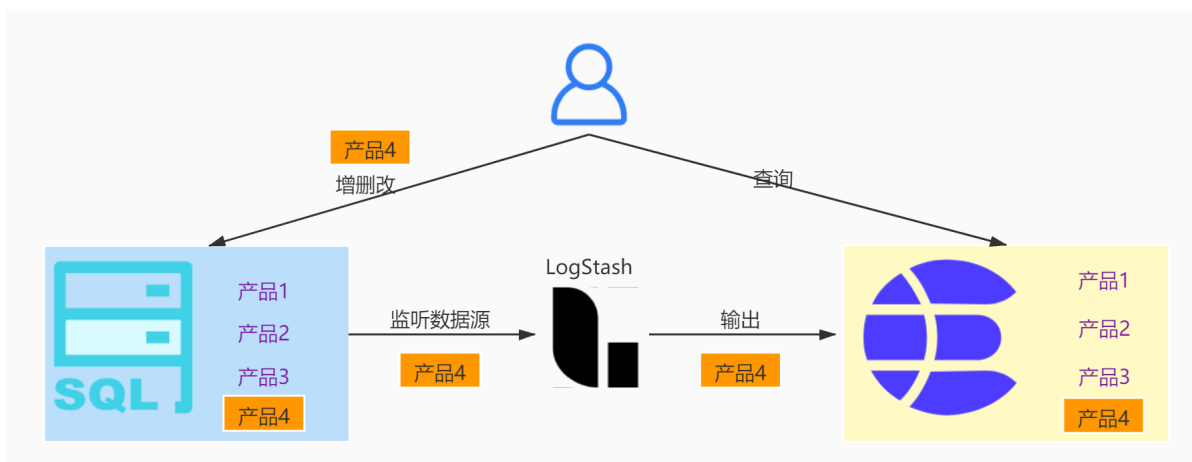 产品4
增删改
查询
LogStash
产品1
产品2
产品3
产品4
SQL
监听数据源
产品4
输出
产品4
产品1
产品2
产品3
产品4